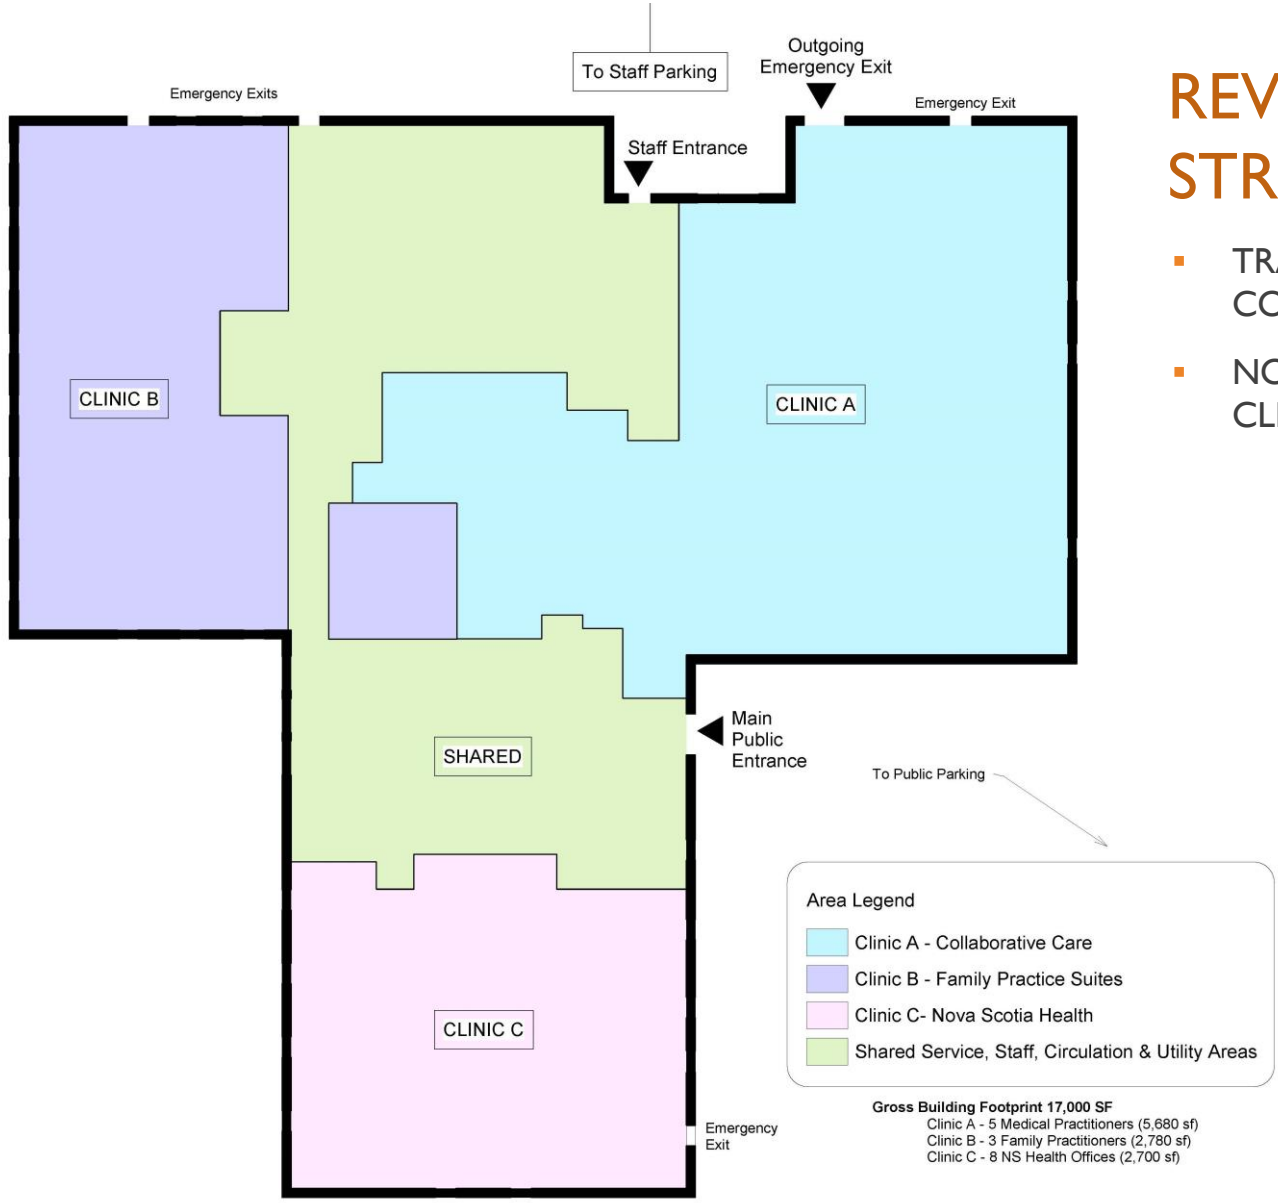 To Staff Parking
Outgoing
Emergency Exit
Emergency Exits
Emergency Exit
Staff Entrance
CLINIC B
CLINIC A
SHARED
Main
Public
Entrance
To Public Parking
CLINIC C
Emergency
Exit
Area Legend
Clinic A - Collaborative Care
Clinic B - Family Practice Suites
Clinic C- Nova Scotia Health
Shared Service, Staff, Circulation & Utility Areas
Gross Building Footprint 17,000 SF
Clinic A - 5 Medical Practitioners (5,680 sf)
Clinic B - 3 Family Practitioners (2,780 sf)
Clinic C - 8 NS Health Offices (2,700 sf)
REV
STR
TRA
CO
NO
CLI